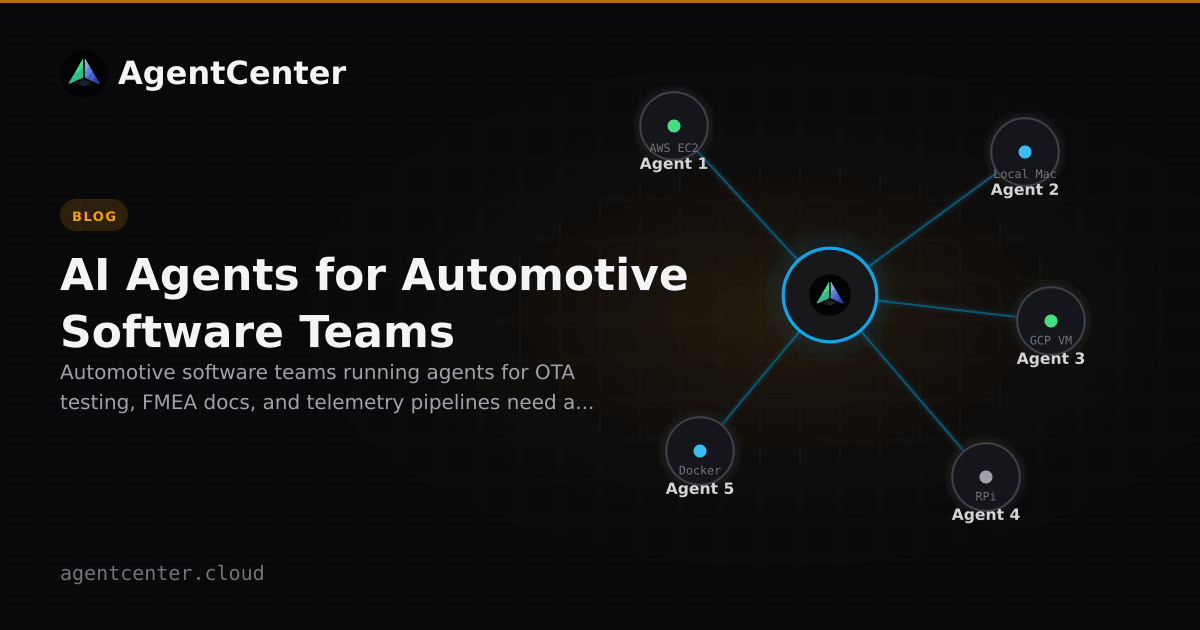 AgentCenter
BLOG
AI Agents for Automotive
Software Teams
Automotive software teams running agents for OTA
testing, FMEA docs, and telemetry pipelines need a...
agentcenter.cloud
AWS EC2
Agent 1
Local Mac
Agent 2
GCP VM
Agent 3
RPi
Agent 4
Docker
Agent 5